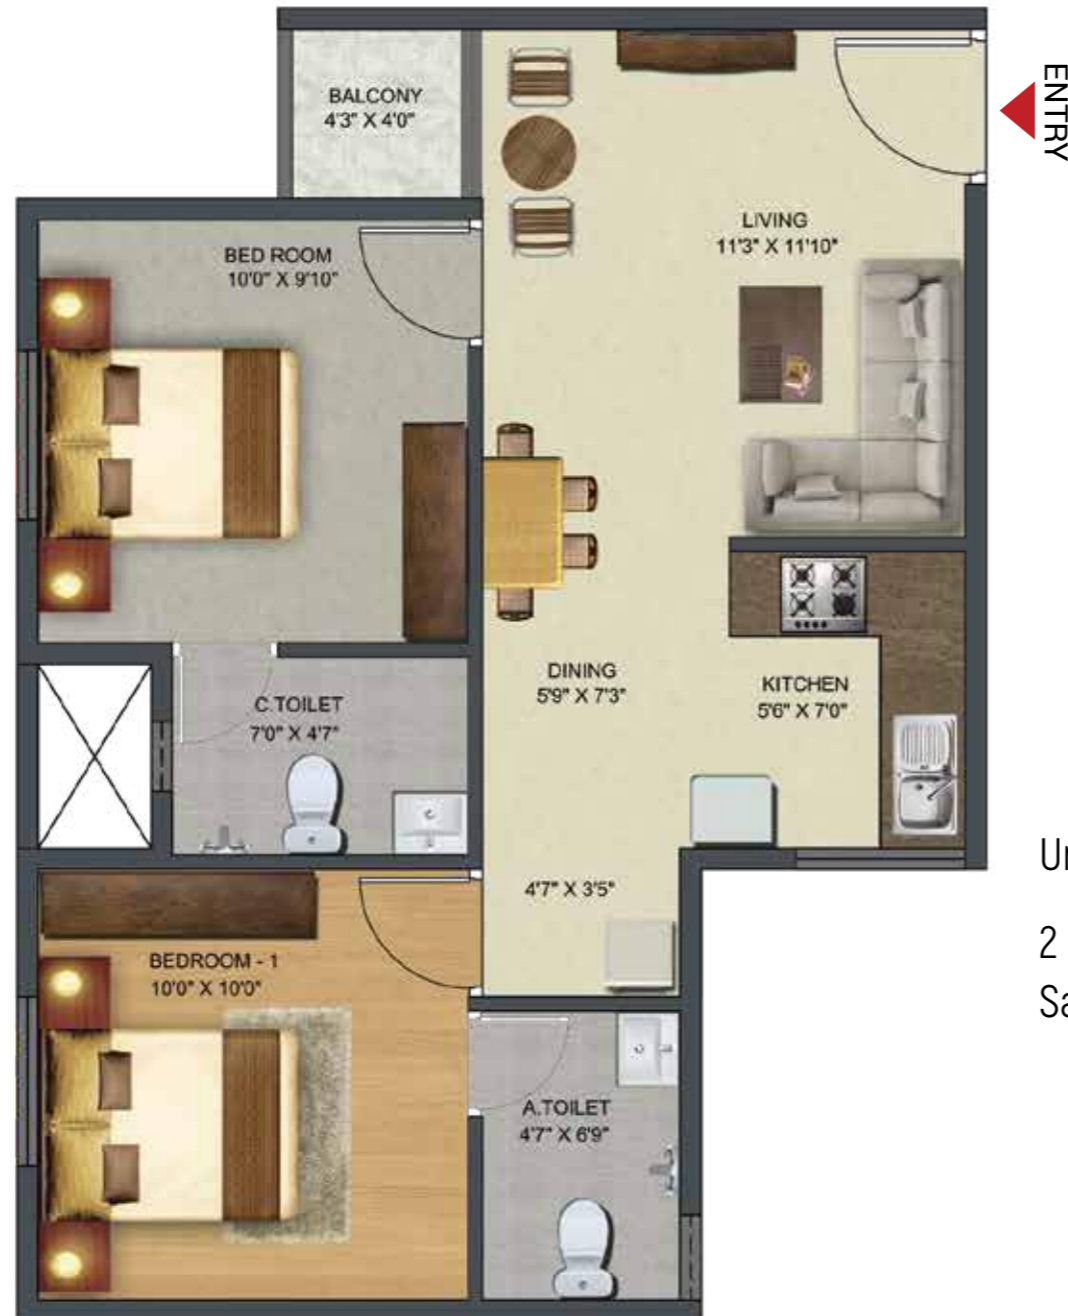 ENTRY
BALCONY
4'3" X 4'0"
LIVING
11'3" X 11'10"
BED ROOM
10'0" X 9'10"
DINING
5'9" X 7'3"
KITCHEN
5'6" X 7'0"
C.TOILET
7'0" X 4'7"
4'7" X 3'5"
BEDROOM - 1
10'0" X 10'0"
A.TOILET
4'7" X 6'9"
2